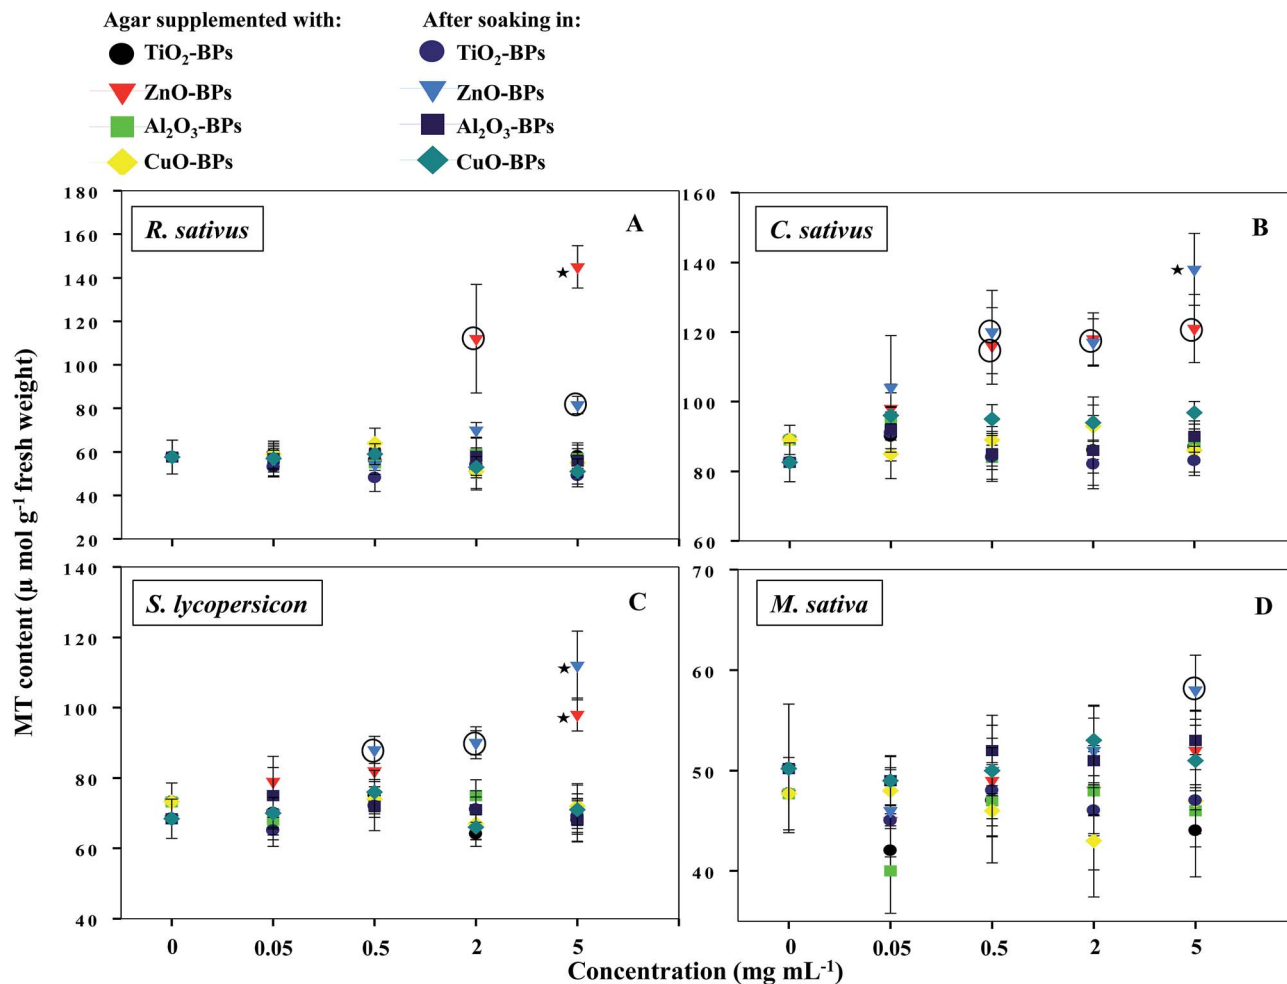 Agar supplemented with: After soaking in:
TiO₂-BPs TiO₂-BPs
ZnO-BPs ZnO-BPs
Al₂O₃-BPs Al₂O₃-BPs
CuO-BPs CuO-BPs
MT content (µ mol g⁻¹ fresh weight)
R. sativus A
180
160
140
120
100
80
60
40
20
C. sativus B
160
140
120
100
80
60
S. lycopersicon C
140
120
100
80
60
40
0 0.05 0.5 2 5
M. sativa D
70
60
50
40
0 0.05 0.5 2 5
Concentration (mg mL⁻¹)